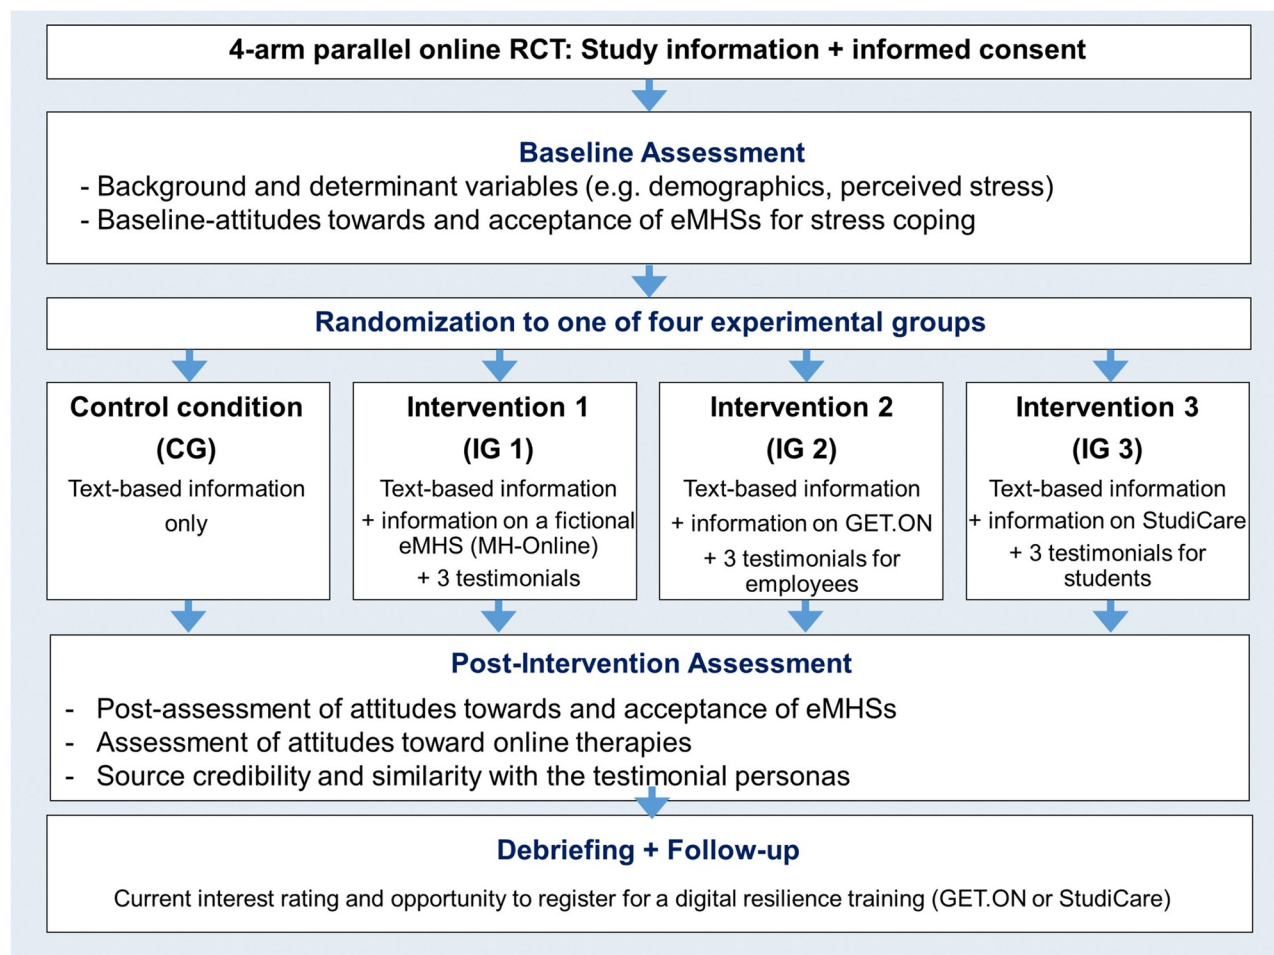 4-arm parallel online RCT: Study information + informed consent
Baseline Assessment
- Background and determinant variables (e.g. demographics, perceived stress)
- Baseline-attitudes towards and acceptance of eMHSs for stress coping
Randomization to one of four experimental groups
Control condition
(CG)
Text-based information
only
Intervention 1
(IG 1)
Text-based information
+ information on a fictional
eMHS (MH-Online)
+ 3 testimonials
Intervention 2
(IG 2)
Text-based information
+ information on GET.ON
+ 3 testimonials for
employees
Intervention 3
(IG 3)
Text-based information
+ information on StudiCare
+ 3 testimonials for
students
Post-Intervention Assessment
- Post-assessment of attitudes towards and acceptance of eMHSs
- Assessment of attitudes toward online therapies
- Source credibility and similarity with the testimonial personas
Debriefing + Follow-up
Current interest rating and opportunity to register for a digital resilience training (GET.ON or StudiCare)